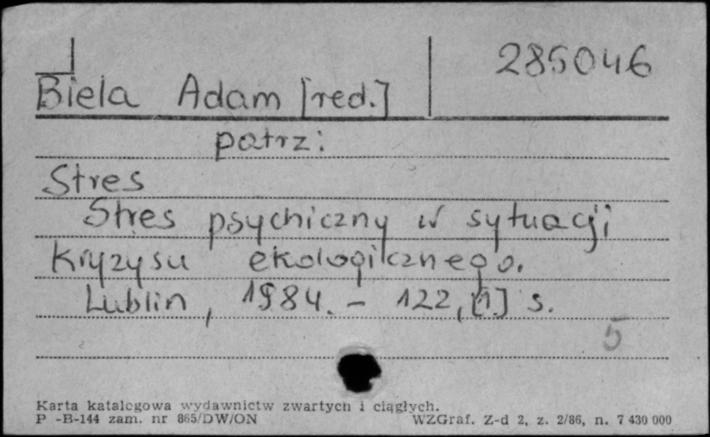 285046
Biela Adam [red.]
patrz:
Stres
Stres psychiczny w sytuacji
kryzysu ekologicznego.
Lublin, 1984. - 122, [1] s.
5
Karta katalogowa wydawnictw zwartych i ciągłych.
P -B-144 zam. nr 865/DW/ON WZGraf. Z-d 2, z. 2/86, n. 7 430 000